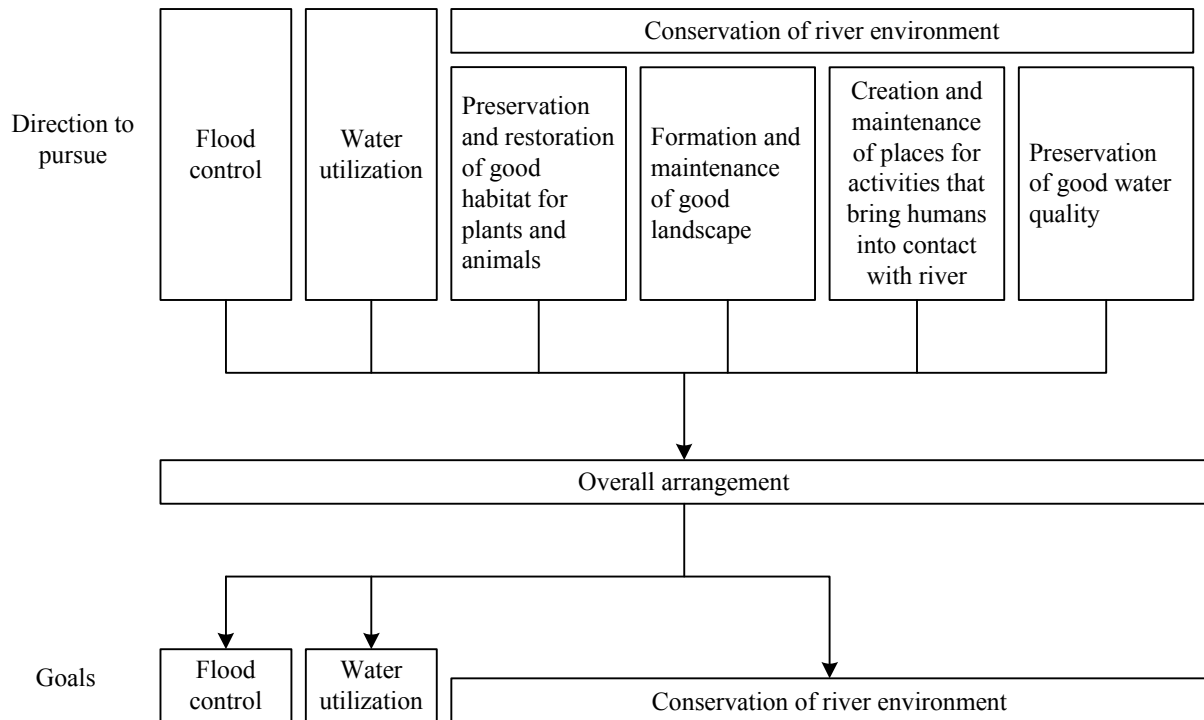 Conservation of river environment
Direction to
pursue
Flood
control
Water
utilization
Preservation
and restoration
of good
habitat for
plants and
animals
Formation and
maintenance
of good
landscape
Creation and
maintenance
of places for
activities that
bring humans
into contact
with river
Preservation
of good water
quality
Overall arrangement
Goals
Flood
control
Water
utilization
Conservation of river environment